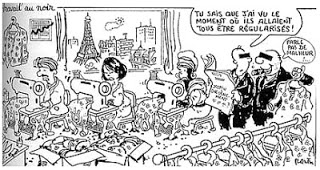 travail au noir
TU SAIS QUE J'AI VU LE
MOMENT OÙ ILS ALLAIENT
TOUS ÊTRE RÉGULARISÉS!
PARLE
PAS DE
MALHEUR